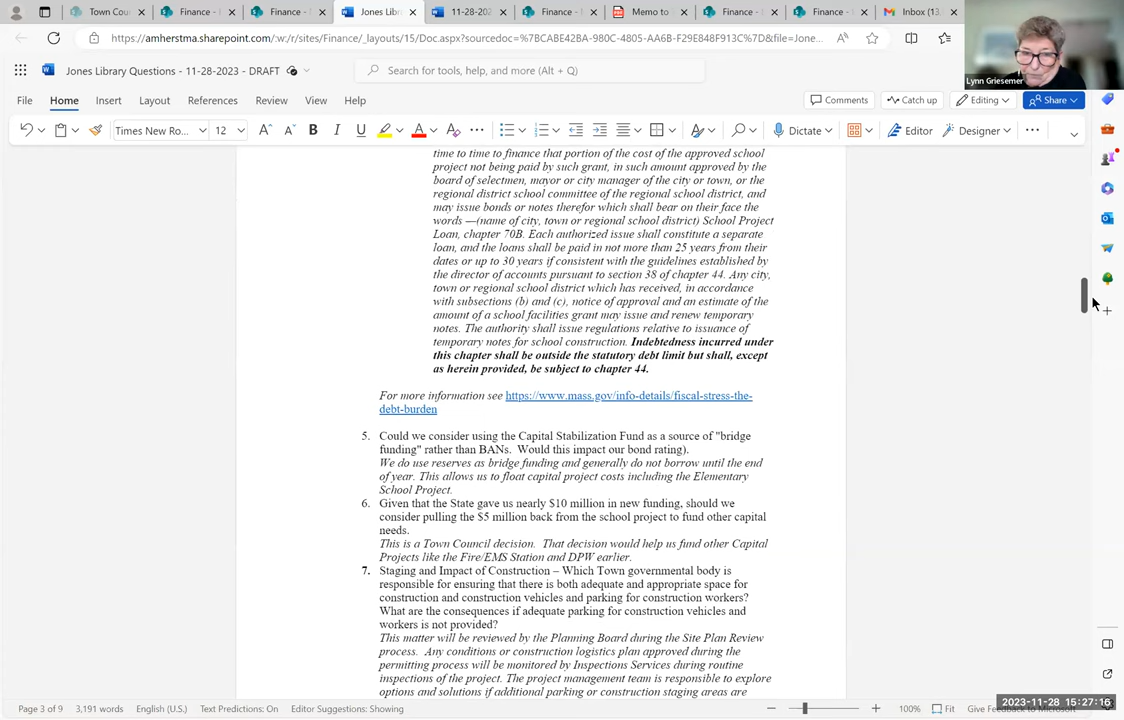 Town Counc
Finance -
Finance - S
Jones Libr
11-28-202
Finance -
Memo to
Finance -
Finance -
Inbox (13,
https://amherstma.sharepoint.com/:w:/r/sites/Finance/_layouts/15/Doc.aspx?sourcedoc=%7BCABE42BA-980C-4805-AA6B-F29E848F913C%7D&file=Jone...
Lynn Griesemer
Jones Library Questions - 11-28-2023 - DRAFT
Search for tools, help, and more (Alt + Q)
File Home Insert Layout References Review View Help
Comments Catch up Editing Share
Times New Ro... 12
Dictate Editor Designer
time to time to finance that portion of the cost of the approved school
project not being paid by such grant, in such amount approved by the
board of selectmen, mayor or city manager of the city or town, or the
regional district school committee of the regional school district, and
may issue bonds or notes therefor which shall bear on their face the
words —(name of city, town or regional school district) School Project
Loan, chapter 70B. Each authorized issue shall constitute a separate
loan, and the loans shall be paid in not more than 25 years from their
dates or up to 30 years if consistent with the guidelines established by
the director of accounts pursuant to section 38 of chapter 44. Any city,
town or regional school district which has received, in accordance
with subsections (b) and (c), notice of approval and an estimate of the
amount of a school facilities grant may issue and renew temporary
notes. The authority shall issue regulations relative to issuance of
temporary notes for school construction. Indebtedness incurred under
this chapter shall be outside the statutory debt limit but shall, except
as herein provided, be subject to chapter 44.
For more information see https://www.mass.gov/info-details/fiscal-stress-the-
debt-burden
5. Could we consider using the Capital Stabilization Fund as a source of "bridge
funding" rather than BANs. Would this impact our bond rating).
We do use reserves as bridge funding and generally do not borrow until the end
of year. This allows us to float capital project costs including the Elementary
School Project.
6. Given that the State gave us nearly $10 million in new funding, should we
consider pulling the $5 million back from the school project to fund other capital
needs.
This is a Town Council decision. That decision would help us fund other Capital
Projects like the Fire/EMS Station and DPW earlier.
7. Staging and Impact of Construction – Which Town governmental body is
responsible for ensuring that there is both adequate and appropriate space for
construction and construction vehicles and parking for construction workers?
What are the consequences if adequate parking for construction vehicles and
workers is not provided?
This matter will be reviewed by the Planning Board during the Site Plan Review
process. Any conditions or construction logistics plan approved during the
permitting process will be monitored by Inspections Services during routine
inspections of the project. The project management team is responsible to explore
options and solutions if additional parking or construction staging areas are
Page 3 of 9 3,191 words English (U.S.) Text Predictions: On Editor Suggestions: Showing
100% Fit Give Feedback to Microsoft
2023-11-28 15:27:16